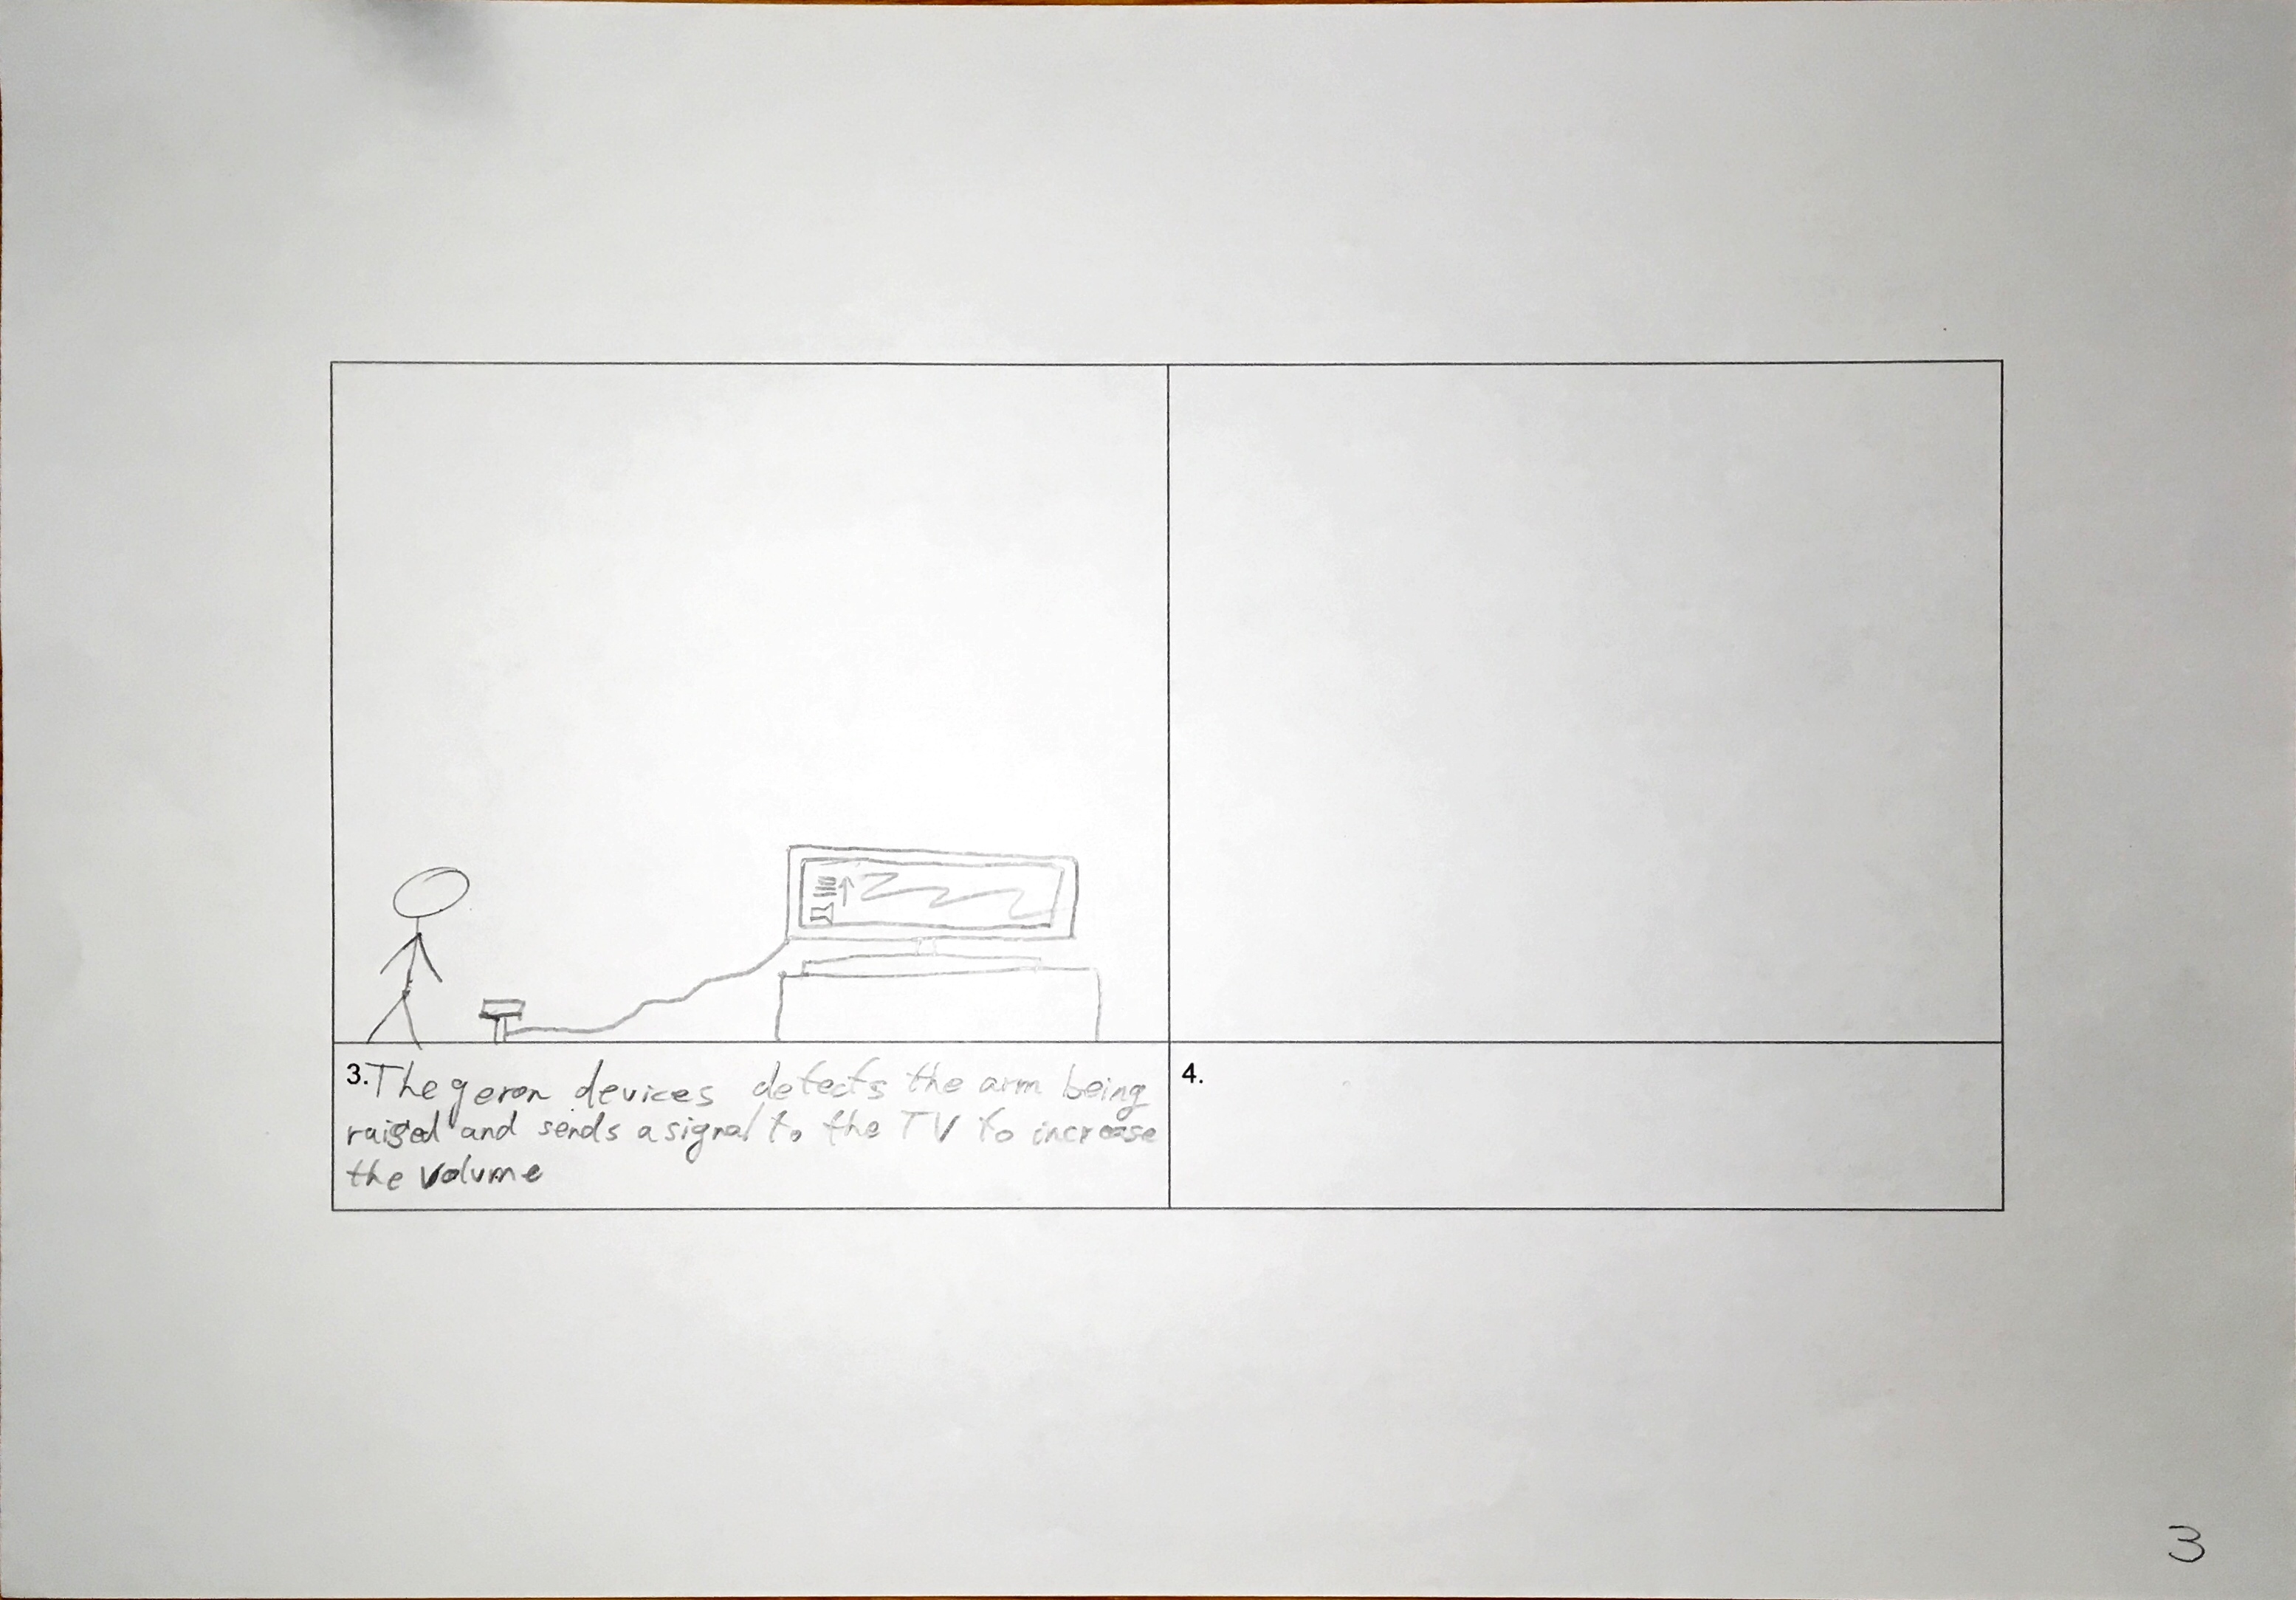 3. The geron devices detects the arm being
raised and sends a signal to the TV to increase
the volume
4.
3